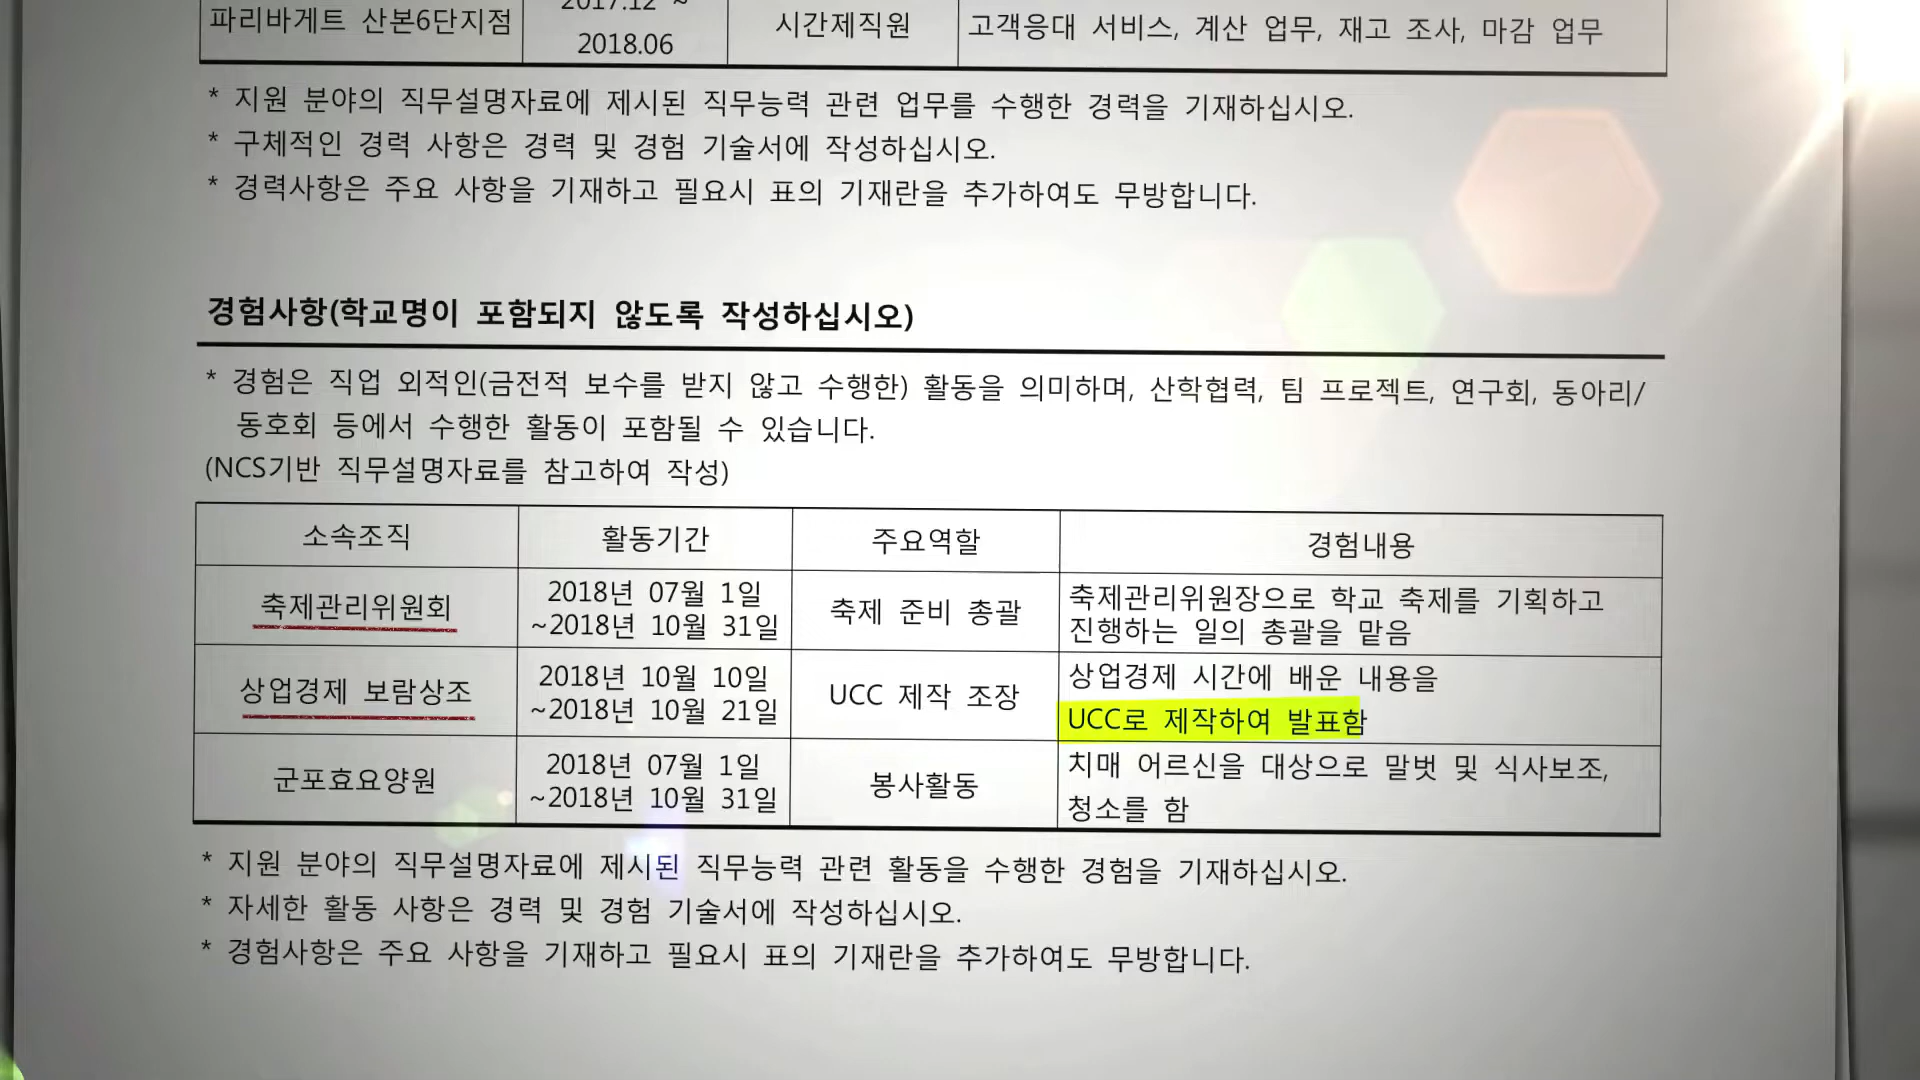 파리바게트 산본6단지점
2017.12 ~
2018.06
시간제직원
고객응대 서비스, 계산 업무, 재고 조사, 마감 업무
* 지원 분야의 직무설명자료에 제시된 직무능력 관련 업무를 수행한 경력을 기재하십시오.
* 구체적인 경력 사항은 경력 및 경험 기술서에 작성하십시오.
* 경력사항은 주요 사항을 기재하고 필요시 표의 기재란을 추가하여도 무방합니다.
경험사항(학교명이 포함되지 않도록 작성하십시오)
* 경험은 직업 외적인(금전적 보수를 받지 않고 수행한) 활동을 의미하며, 산학협력, 팀 프로젝트, 연구회, 동아리/
동호회 등에서 수행한 활동이 포함될 수 있습니다.
(NCS기반 직무설명자료를 참고하여 작성)
소속조직
활동기간
주요역할
경험내용
축제관리위원회
2018년 07월 1일
~2018년 10월 31일
축제 준비 총괄
축제관리위원장으로 학교 축제를 기획하고
진행하는 일의 총괄을 맡음
상업경제 보람상조
2018년 10월 10일
~2018년 10월 21일
UCC 제작 조장
상업경제 시간에 배운 내용을
UCC로 제작하여 발표함
군포효요양원
2018년 07월 1일
~2018년 10월 31일
봉사활동
치매 어르신을 대상으로 말벗 및 식사보조,
청소를 함
* 지원 분야의 직무설명자료에 제시된 직무능력 관련 활동을 수행한 경험을 기재하십시오.
* 자세한 활동 사항은 경력 및 경험 기술서에 작성하십시오.
* 경험사항은 주요 사항을 기재하고 필요시 표의 기재란을 추가하여도 무방합니다.